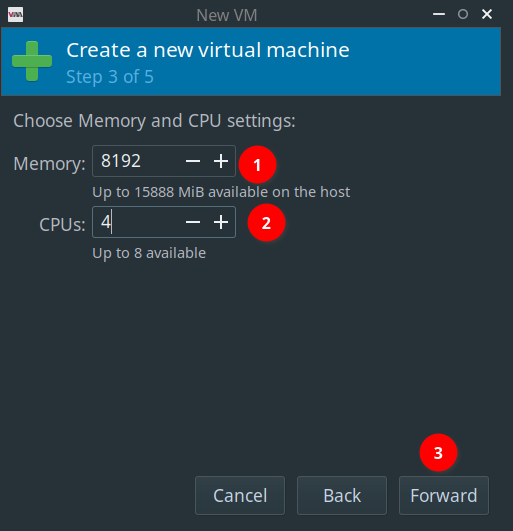 New VM
Create a new virtual machine
Step 3 of 5
Choose Memory and CPU settings:
Memory: 8192 1
Up to 15888 MiB available on the host
CPUs: 4 2
Up to 8 available
3
Cancel Back Forward